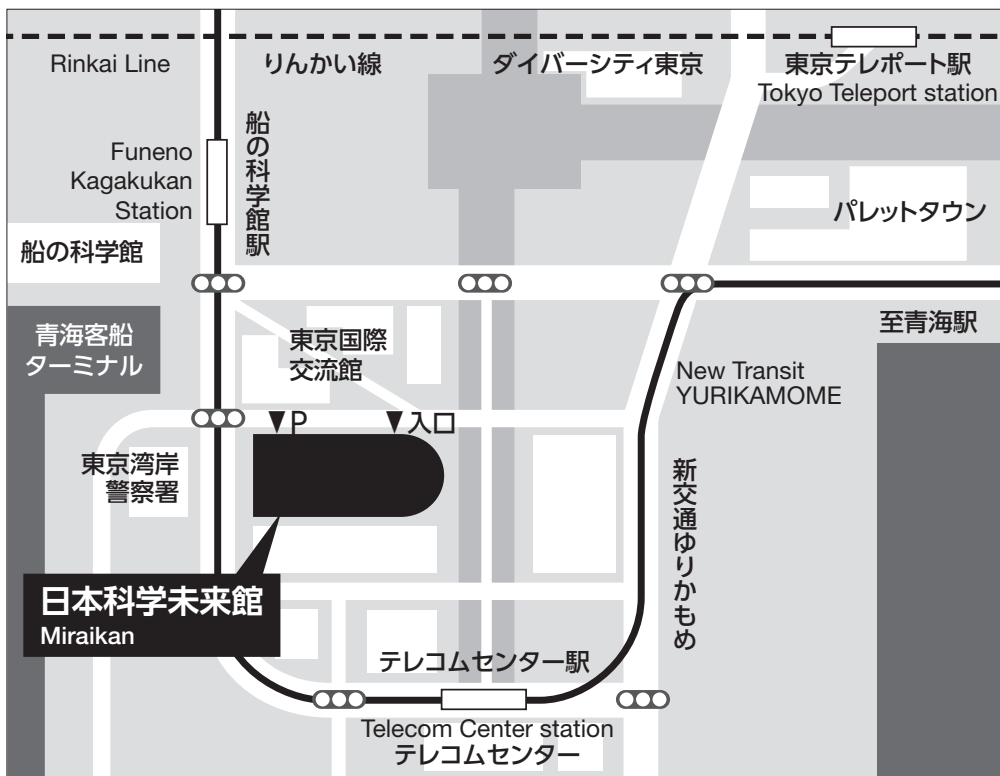 Rinkai Line
りんかい線
ダイバーシティ東京
東京テレポート駅
Tokyo Teleport station
Funeno
Kagakukan
Station
船の科学館駅
パレットタウン
船の科学館
青海客船
ターミナル
東京国際
交流館
至青海駅
New Transit
YURIKAMOME
P
入口
東京湾岸
警察署
新交通ゆりかもめ
日本科学未来館
Miraikan
テレコムセンター駅
Telecom Center station
テレコムセンター